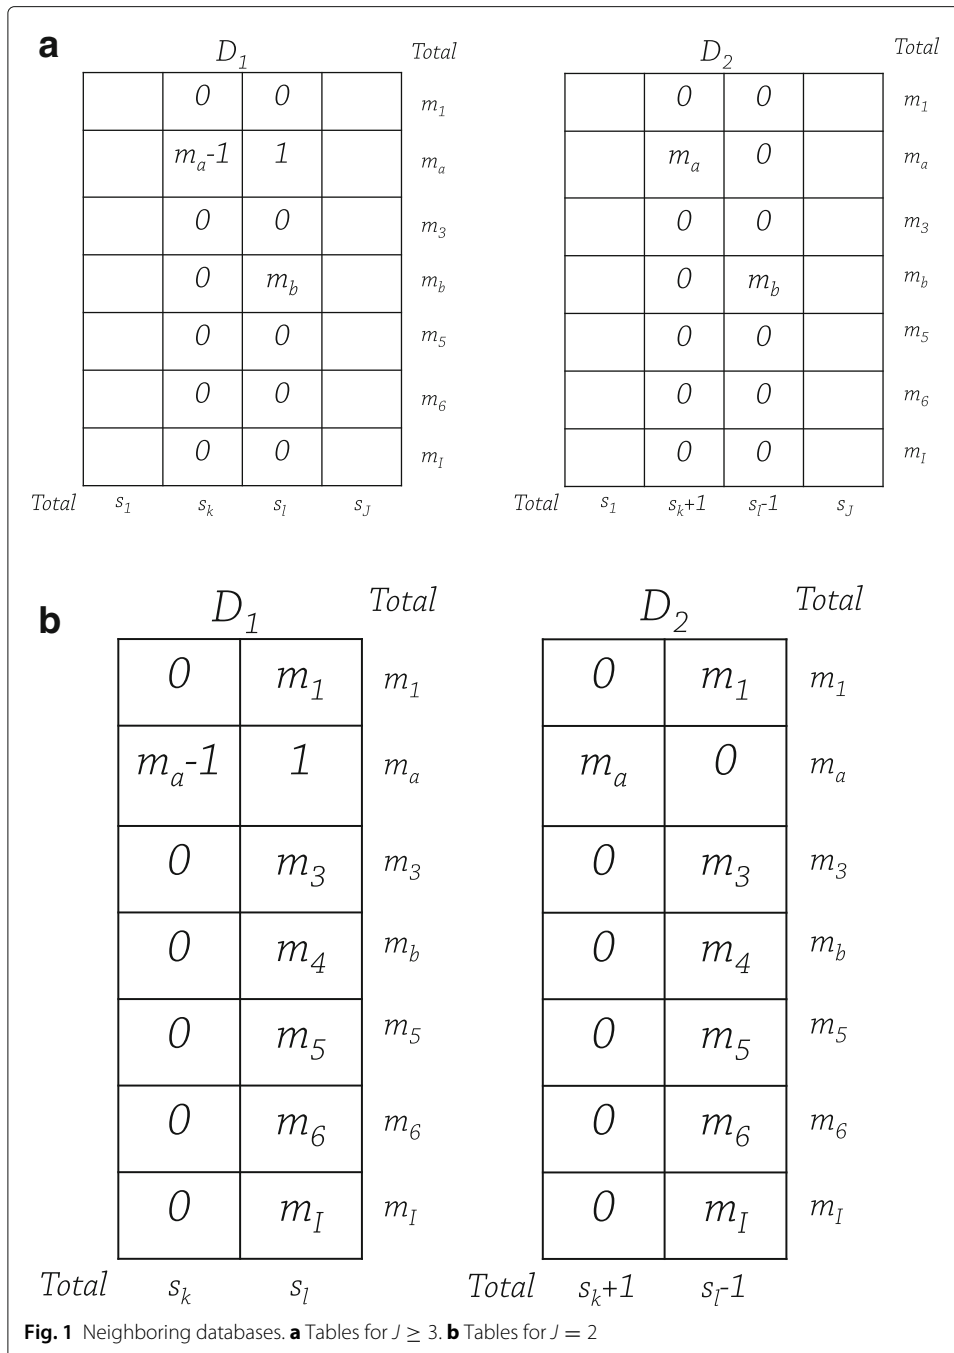 a
D1 Total D2 Total
0 0 m1 0 0 m1
ma-1 1 ma ma 0 ma
0 0 m3 0 0 m3
0 mb mb 0 mb mb
0 0 m5 0 0 m5
0 0 m6 0 0 m6
0 0 mI 0 0 mI
Total s1 sk sl sJ Total s1 sk+1 sl-1 sJ
b
D1 Total D2 Total
0 m1 m1 0 m1 m1
ma-1 1 ma ma 0 ma
0 m3 m3 0 m3 m3
0 m4 mb 0 m4 mb
0 m5 m5 0 m5 m5
0 m6 m6 0 m6 m6
0 mI mI 0 mI mI
Total sk sl Total sk+1 sl-1
Fig. 1 Neighboring databases. a Tables for J ≥ 3. b Tables for J = 2